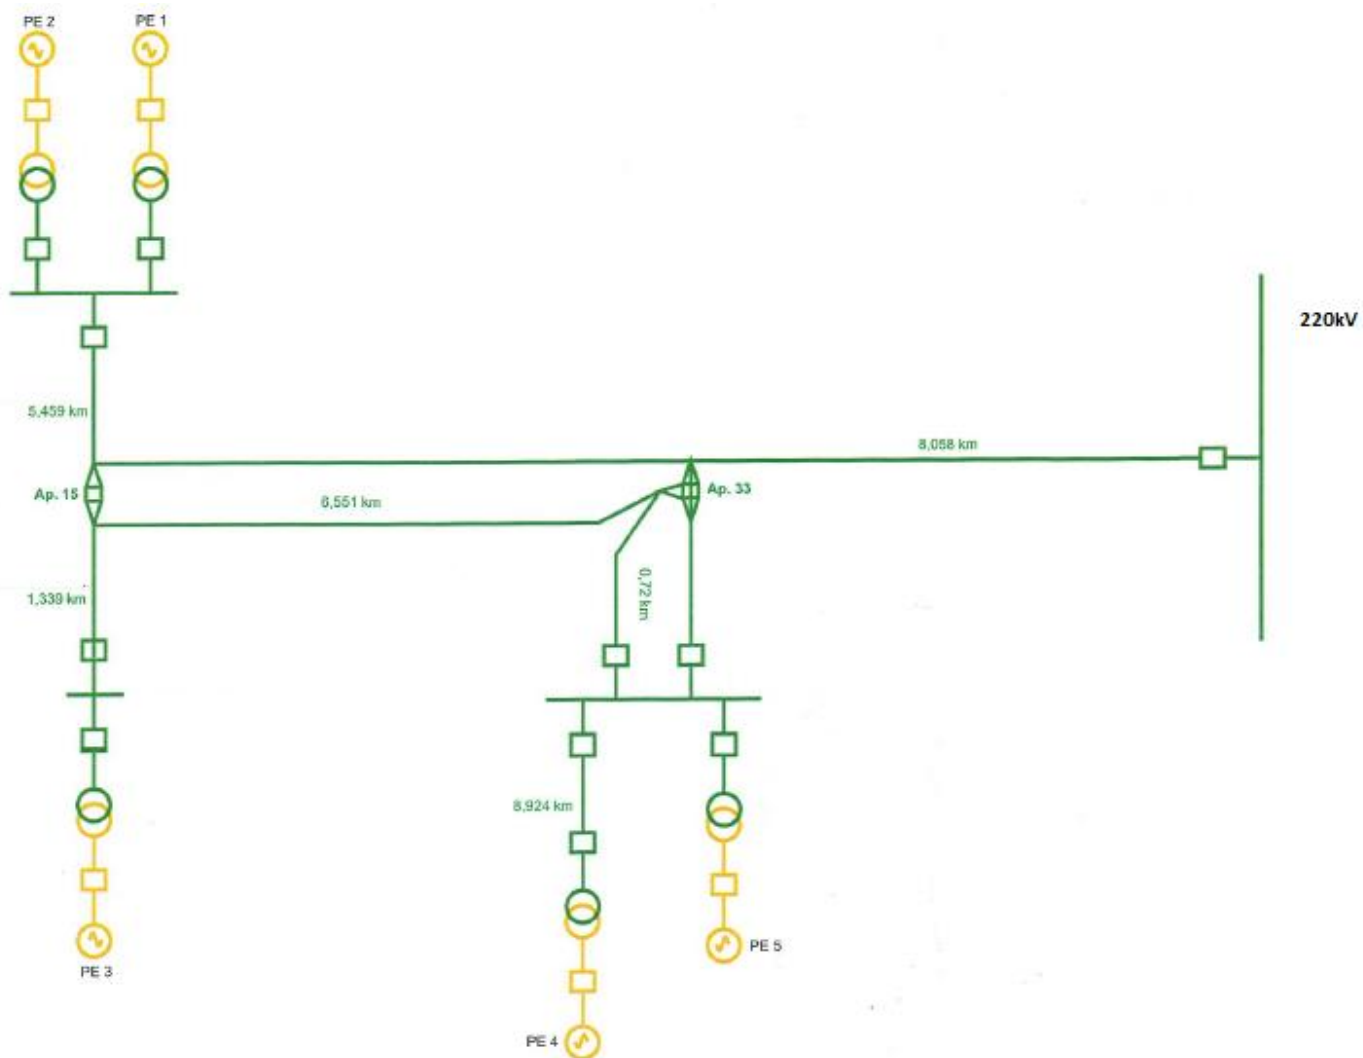 PE 2
PE 1
220kV
5,459 km
8,058 km
Ap. 15
Ap. 33
6,551 km
0,72 km
1,339 km
8,924 km
PE 5
PE 3
PE 4